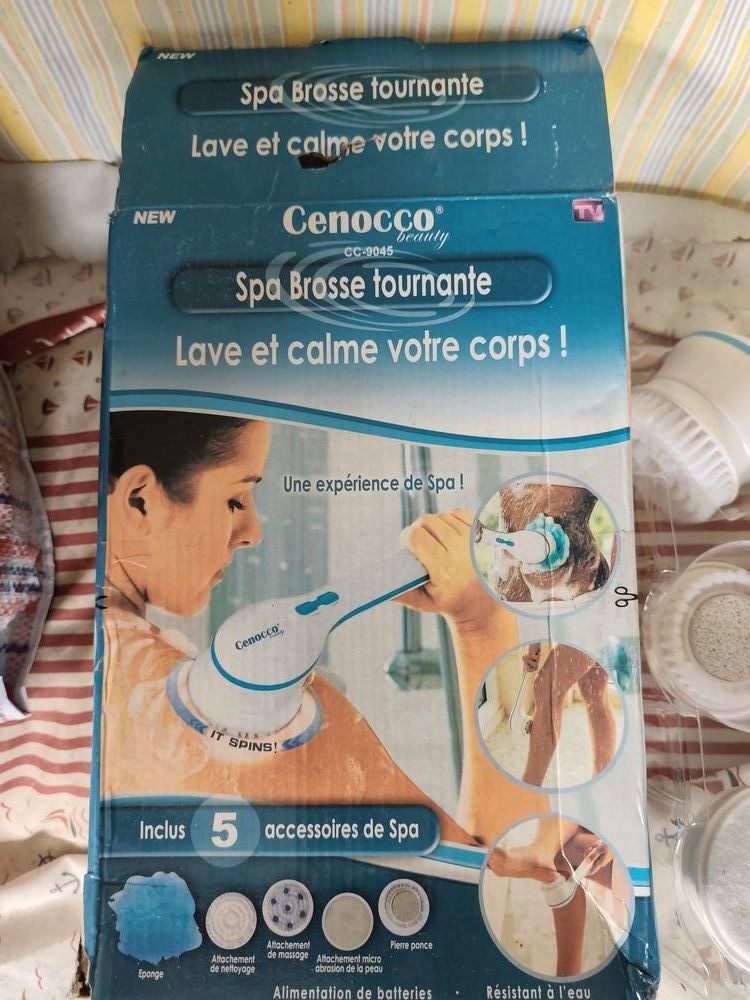 NEW
Spa Brosse tournante
Lave et calme votre corps !
NEW
Cenocco®
beauty
TV
CC-9045
Spa Brosse tournante
Lave et calme votre corps !
Une expérience de Spa !
Cenocco®
beauty
IT SPINS!
Inclus 5 accessoires de Spa
Eponge
Attachement
de nettoyage
Attachement
de massage
Attachement micro
abrasion de la peau
Pierre ponce
Alimentation de batteries · Résistant à l'eau